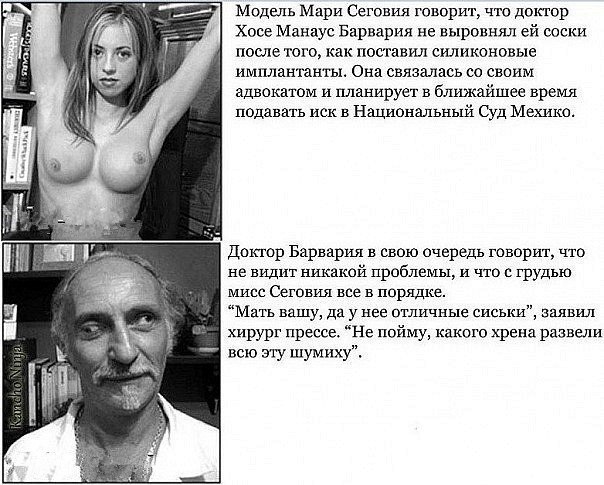 Модель Мари Сеговия говорит, что доктор
Хосе Манаус Барвария не выровнял ей соски
после того, как поставил силиконовые
имплантанты. Она связалась со своим
адвокатом и планирует в ближайшее время
подавать иск в Национальный Суд Мехико.
Доктор Барвария в свою очередь говорит, что
не видит никакой проблемы, и что с грудью
мисс Сеговия все в порядке.
“Мать вашу, да у нее отличные сиськи”, заявил
хирург прессе. “Не пойму, какого хрена развели
всю эту шумиху”.
Kancho Ninja